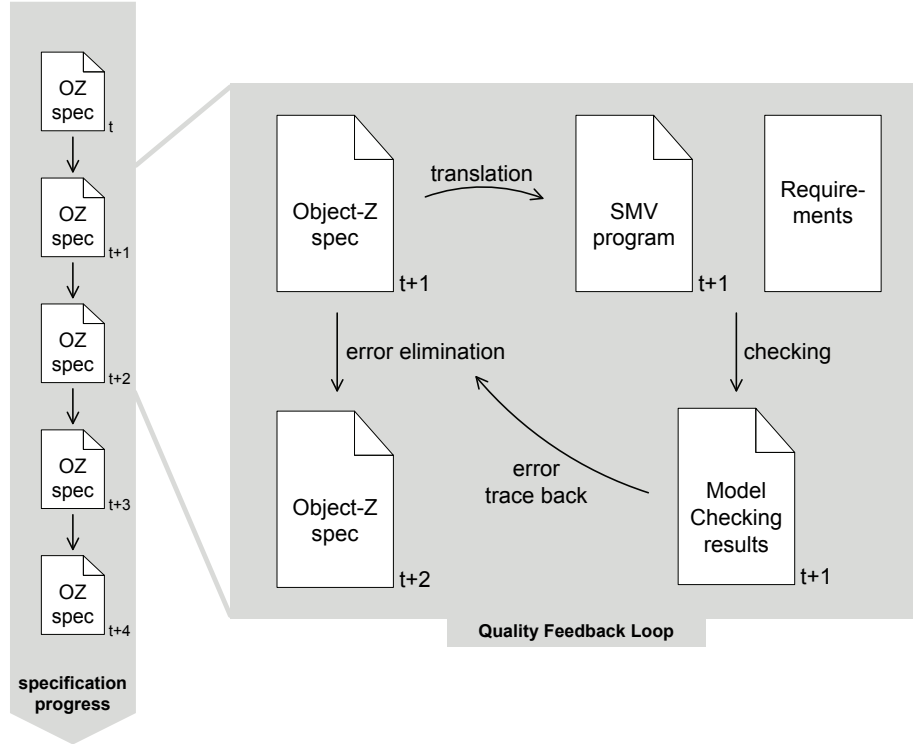 OZ
spec
t
OZ
spec
t+1
OZ
spec
t+2
OZ
spec
t+3
OZ
spec
t+4
specification
progress
Object-Z
spec
t+1
translation
SMV
program
t+1
Require-
ments
error elimination
checking
Object-Z
spec
t+2
error
trace back
Model
Checking
results
t+1
Quality Feedback Loop